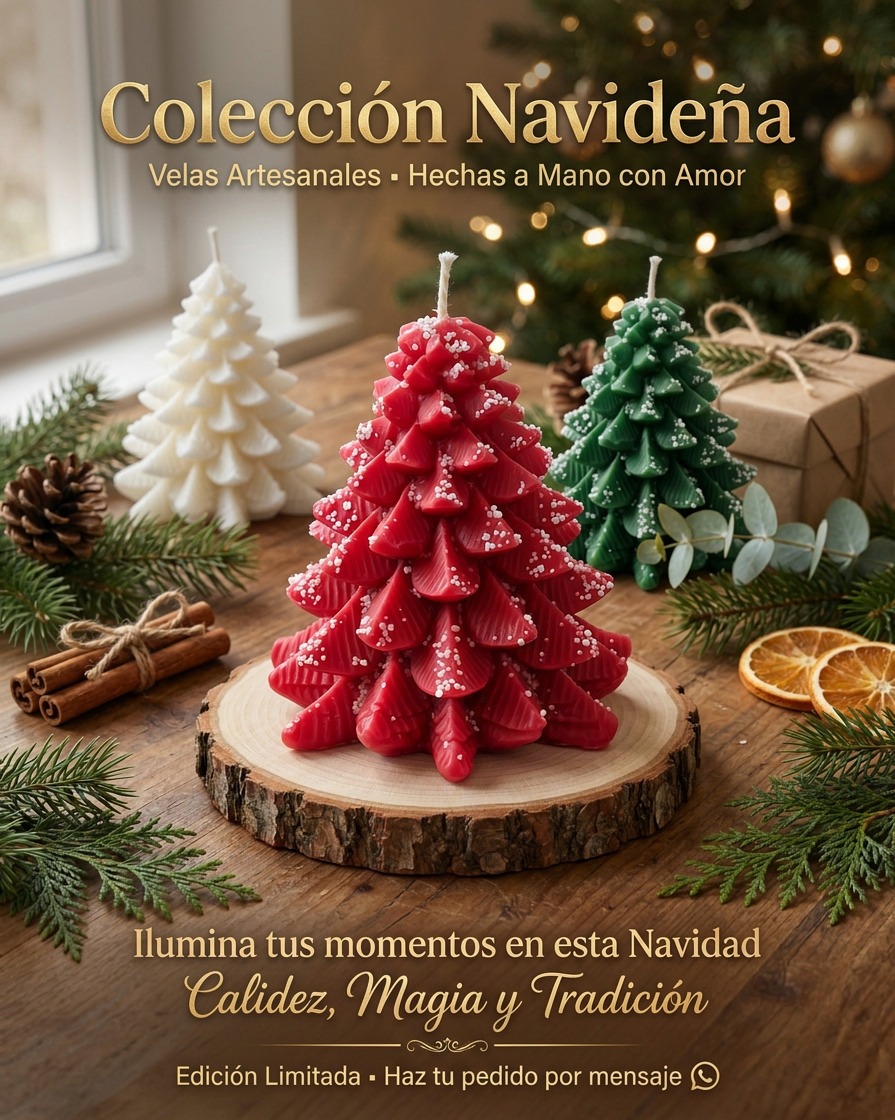 Colección Navideña
Velas Artesanales ▪ Hechas a Mano con Amor
Ilumina tus momentos en esta Navidad
Calidez, Magia y Tradición
Edición Limitada ▪ Haz tu pedido por mensaje